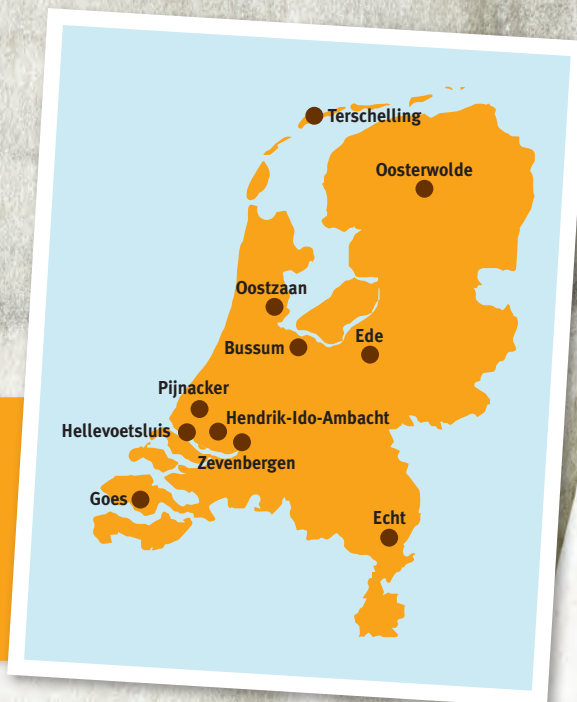 Terschelling
Oosterwolde
Oostzaan
Bussum
Ede
Pijnacker
Hendrik-Ido-Ambacht
Hellevoetsluis
Zevenbergen
Goes
Echt